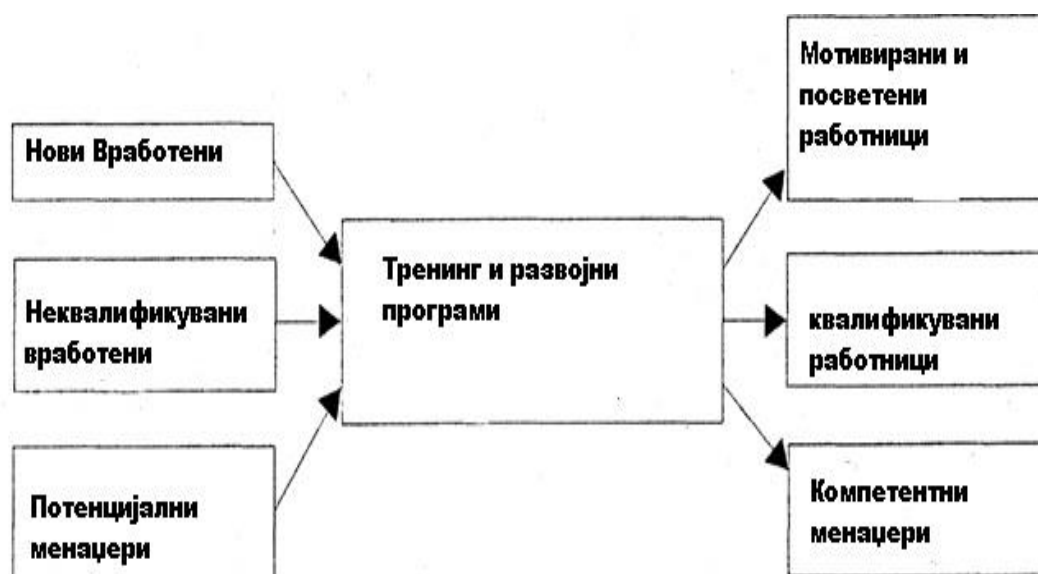 Нови Вработени
Неквалификувани
вработени
Потенцијални
менаџери
Тренинг и развојни
програми
Мотивирани и
посветени
работници
квалификувани
работници
Компетентни
менаџери